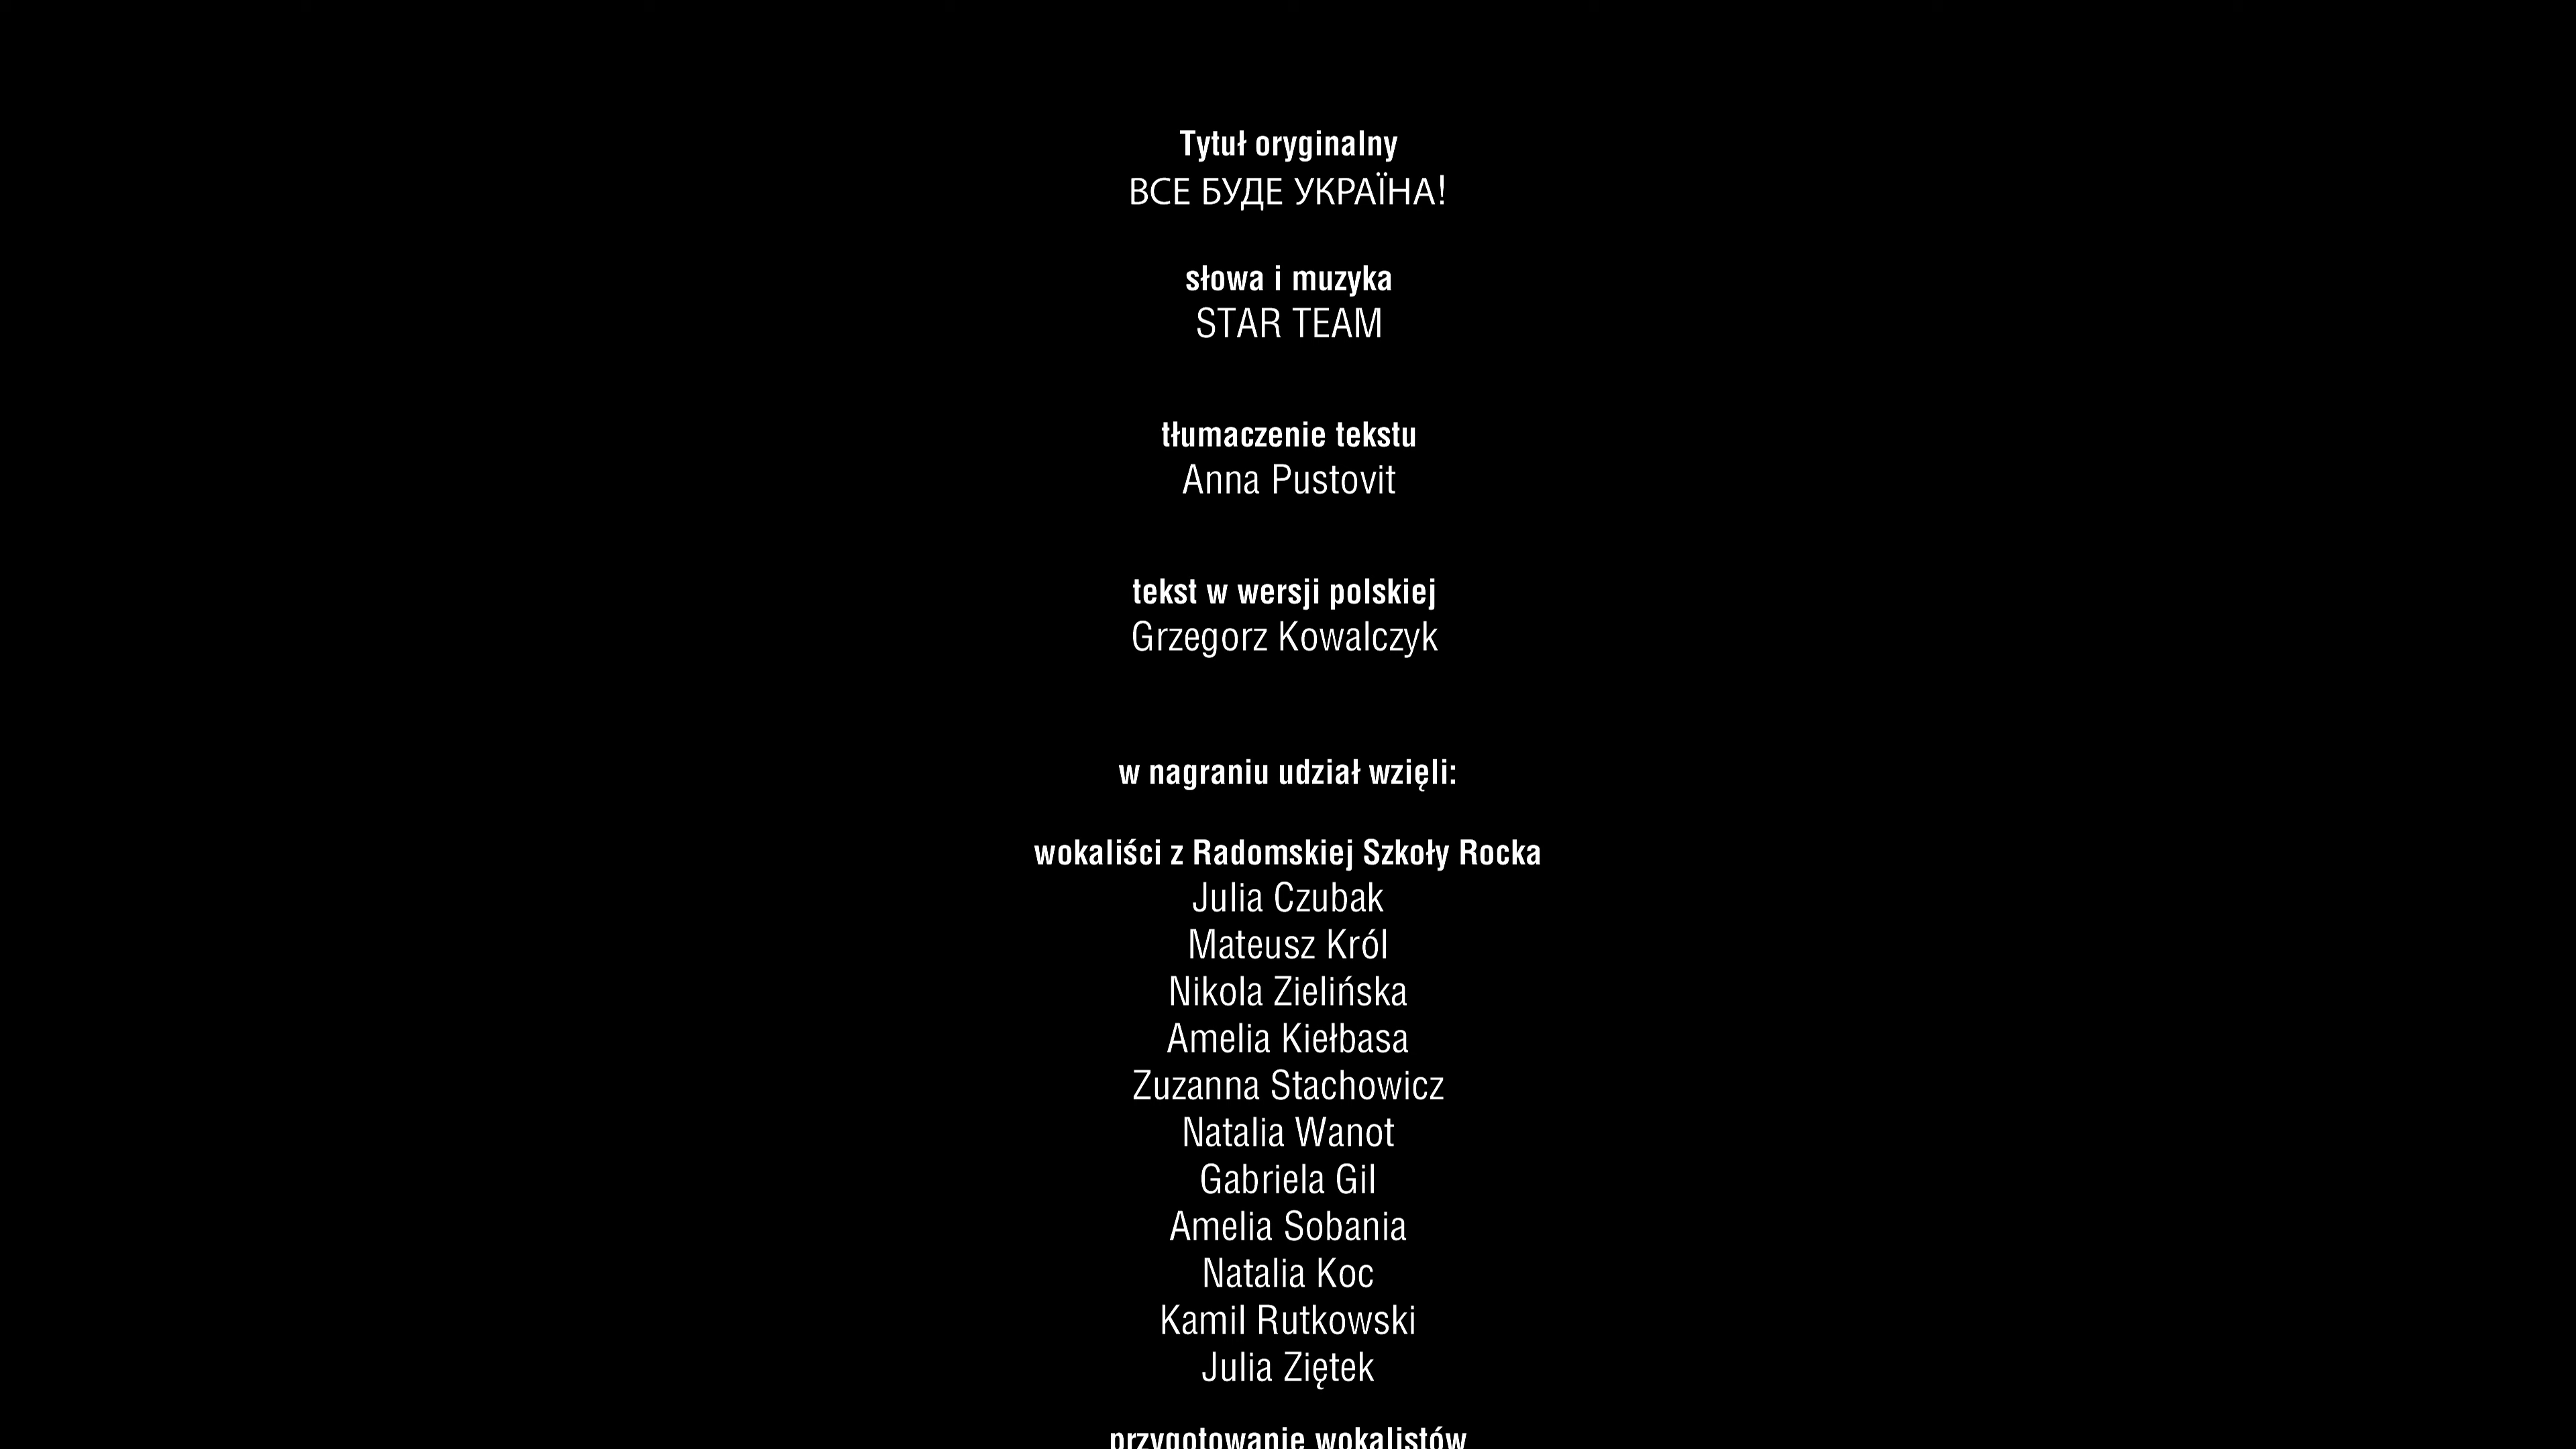 Tytuł oryginalny
ВСЕ БУДЕ УКРАЇНА!
słowa i muzyka
STAR TEAM
tłumaczenie tekstu
Anna Pustovit
tekst w wersji polskiej
Grzegorz Kowalczyk
w nagraniu udział wzięli:
wokaliści z Radomskiej Szkoły Rocka
Julia Czubak
Mateusz Król
Nikola Zielińska
Amelia Kiełbasa
Zuzanna Stachowicz
Natalia Wanot
Gabriela Gil
Amelia Sobania
Natalia Koc
Kamil Rutkowski
Julia Ziętek
przygotowanie wokalistów